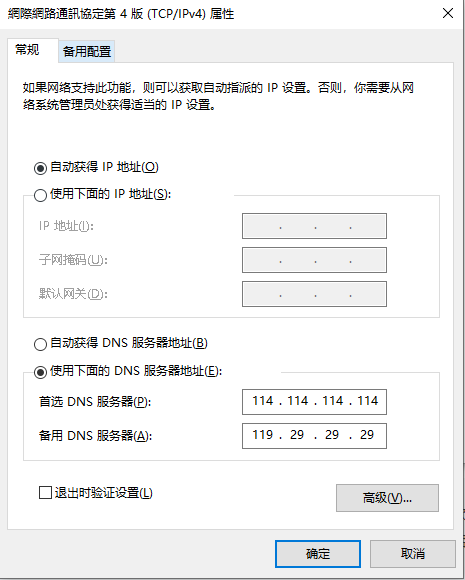 網際網路通訊協定第 4 版 (TCP/IPv4) 属性
常规
备用配置
如果网络支持此功能，则可以获取自动指派的 IP 设置。否则，你需要从网
络系统管理员处获得适当的 IP 设置。
自动获得 IP 地址(O)
使用下面的 IP 地址(S):
IP 地址(I):
. . .
子网掩码(U):
. . .
默认网关(D):
. . .
自动获得 DNS 服务器地址(B)
使用下面的 DNS 服务器地址(E):
首选 DNS 服务器(P):
114 . 114 . 114 . 114
备用 DNS 服务器(A):
119 . 29 . 29 . 29
退出时验证设置(L)
高级(V)...
确定
取消